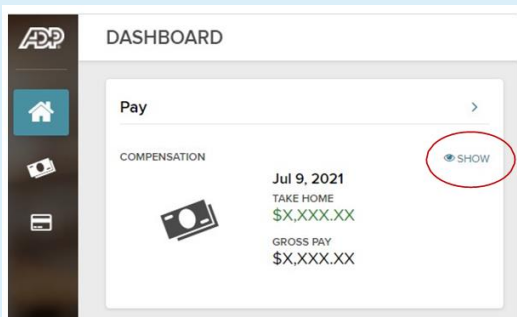 ADP
DASHBOARD
Pay
COMPENSATION
SHOW
Jul 9, 2021
TAKE HOME
$X,XXX.XX
GROSS PAY
$X,XXX.XX